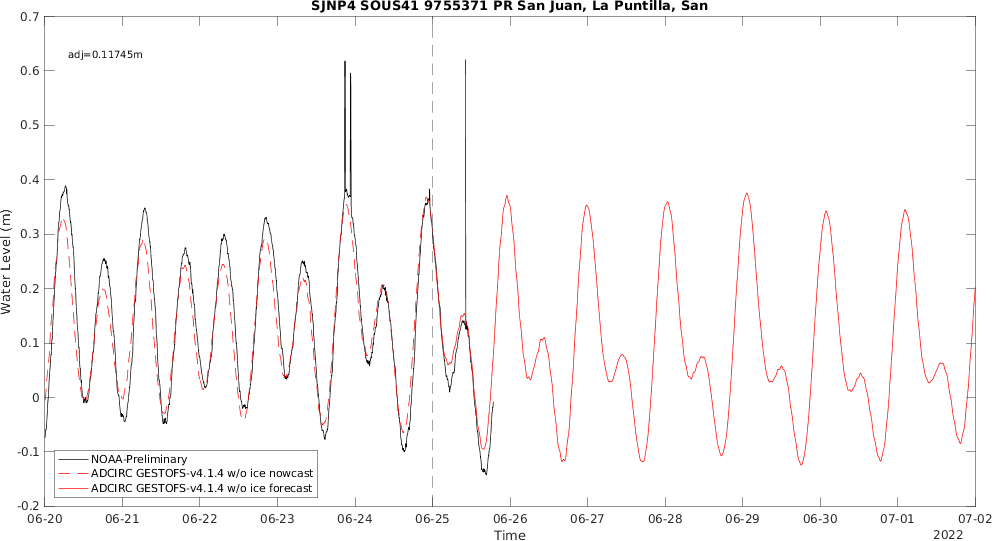 SJNP4 SOUS41 9755371 PR San Juan, La Puntilla, San
adj=0.11745m
Water Level (m)
0.7
0.6
0.5
0.4
0.3
0.2
0.1
0
-0.1
-0.2
NOAA-Preliminary
ADCIRC GESTOFS-v4.1.4 w/o ice nowcast
ADCIRC GESTOFS-v4.1.4 w/o ice forecast
06-20 06-21 06-22 06-23 06-24 06-25 06-26 06-27 06-28 06-29 06-30 07-01 07-02
Time
2022